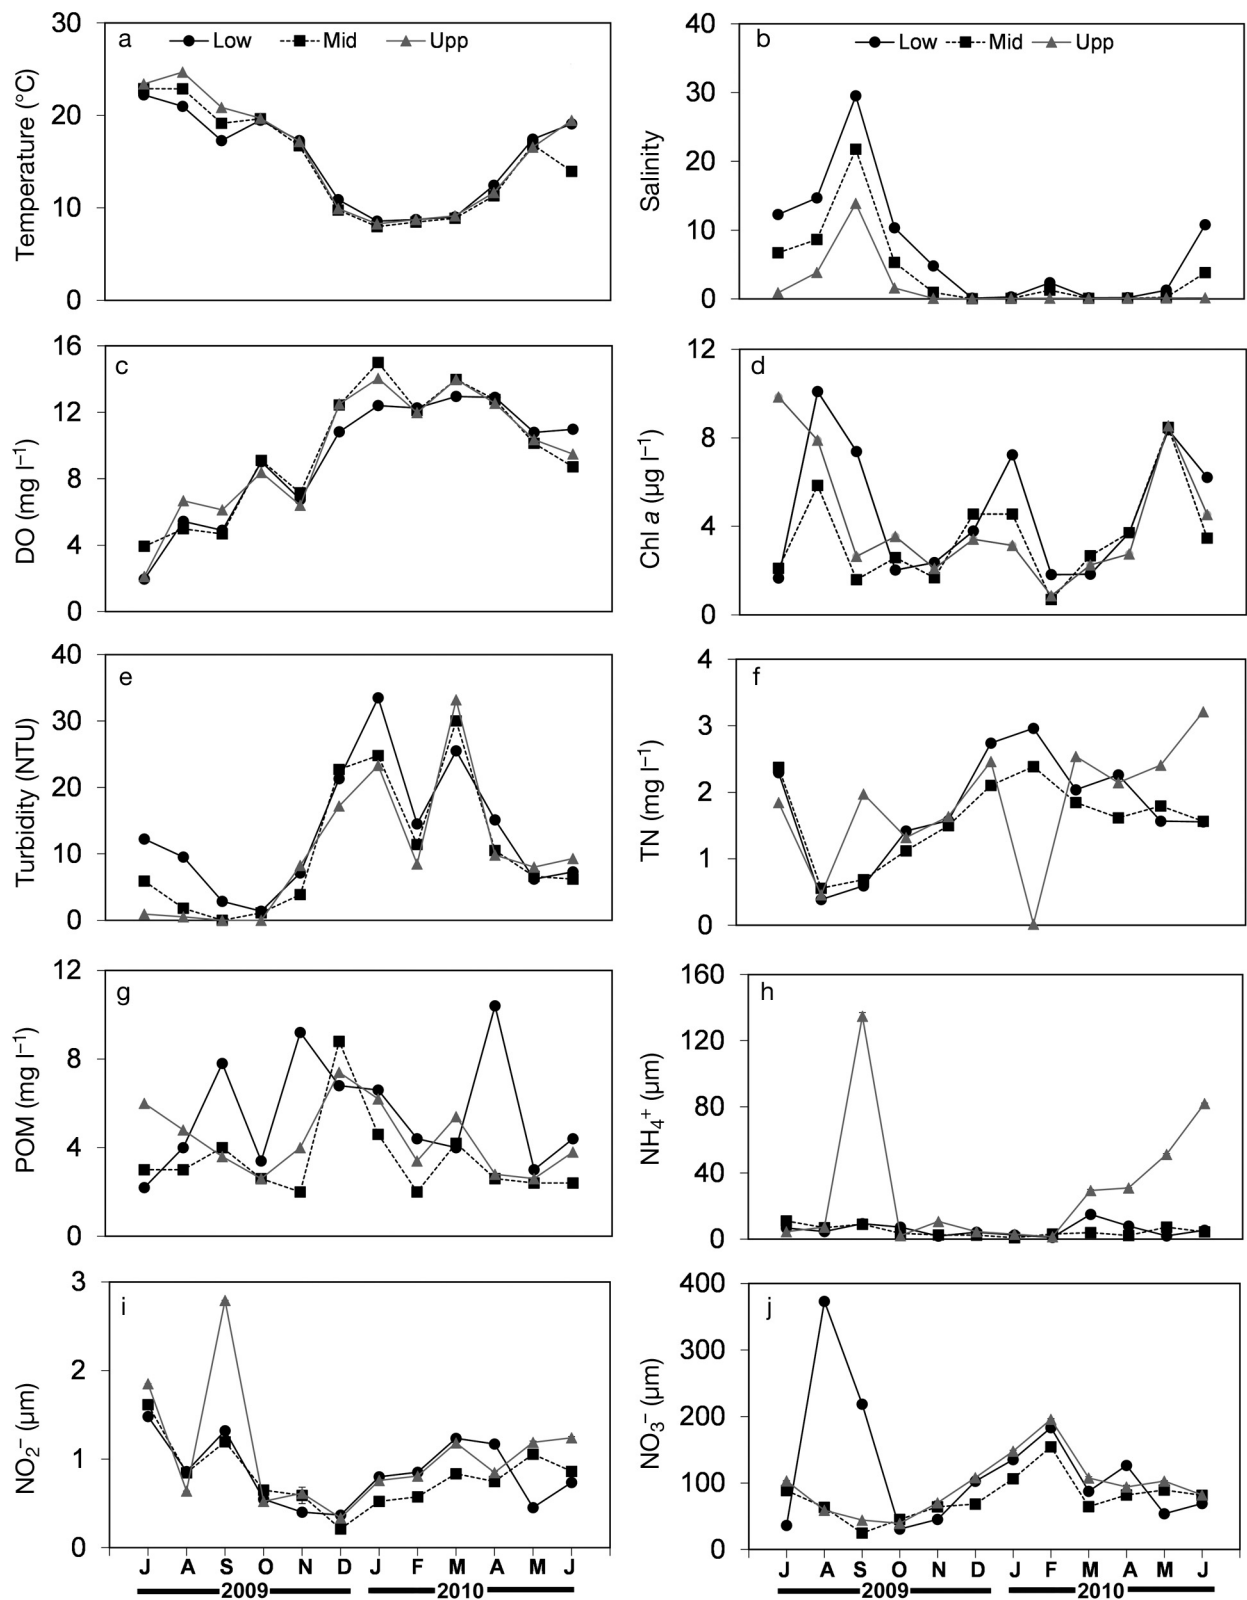 a Low Mid Upp
30
20
10
0
Temperature (°C)
b Low Mid Upp
40
30
20
10
0
Salinity
c
16
12
8
4
0
DO (mg l⁻¹)
d
12
8
4
0
Chl a (µg l⁻¹)
e
40
30
20
10
0
Turbidity (NTU)
f
4
3
2
1
0
TN (mg l⁻¹)
g
12
8
4
0
POM (mg l⁻¹)
h
160
120
80
40
0
NH₄⁺ (µm)
i
3
2
1
0
NO₂⁻ (µm)
J A S O N D J F M A M J
2009 2010
j
400
300
200
100
0
NO₃⁻ (µm)
J A S O N D J F M A M J
2009 2010